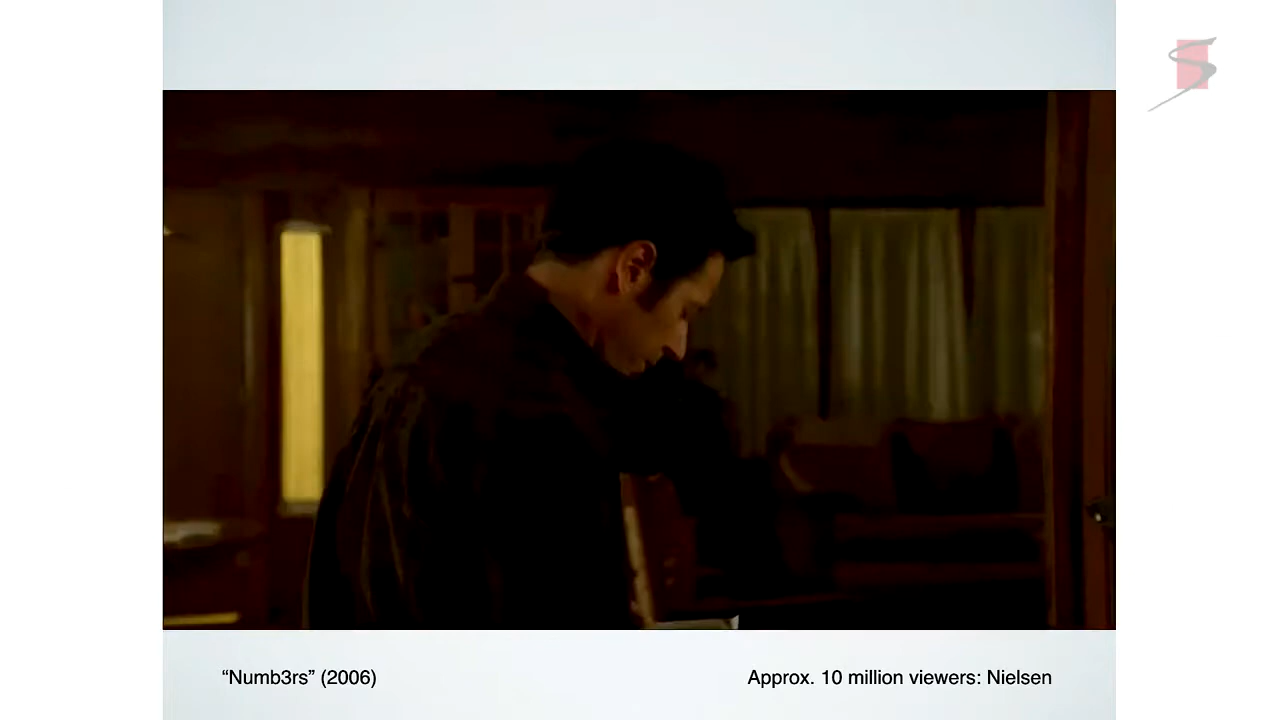 “Numb3rs” (2006)
Approx. 10 million viewers: Nielsen